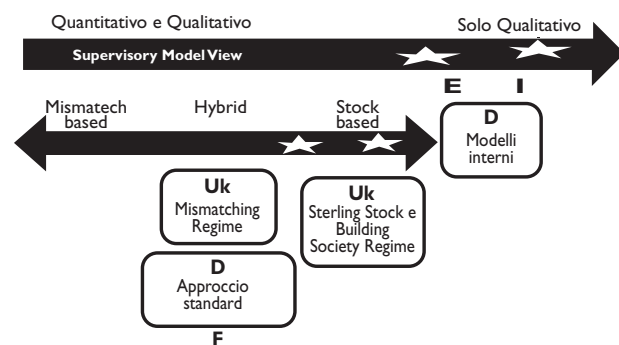 Quantitativo e Qualitativo
Solo Qualitativo
Supervisory Model View
E
I
Mismatech
based
Hybrid
Stock
based
D
Modelli
interni
Uk
Mismatching
Regime
Uk
Sterling Stock e
Building
Society Regime
D
Approccio
standard
F